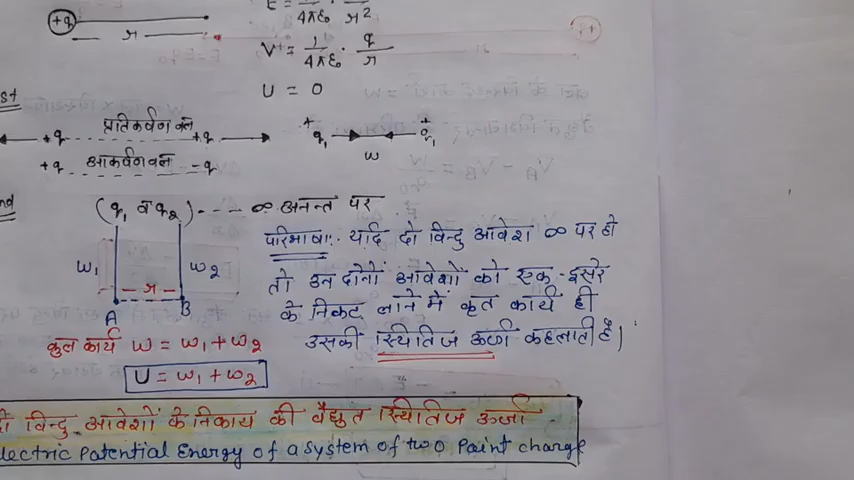 +q
r
E = 1/4πε₀ · q/r²
V = 1/4πε₀ · q/r
U = 0
+q प्रतिकर्षण बल +q
+q आकर्षण बल -q
+q₁ +q₁
w
(q₁ व q₂) ---- ∞ अनन्त पर
w₁ w₂
r
A B
परिभाषा:- यदि दो बिन्दु आवेश ∞ पर हो
तो उन दोनों आवेशों को एक-दूसरे
के निकट लाने में कृत कार्य ही
उसकी स्थितिज ऊर्जा कहलाती है।
कुल कार्य w = w₁ + w₂
U = w₁ + w₂
दो बिन्दु आवेशों के निकाय की वैद्युत स्थितिज ऊर्जा
Electric Potential Energy of a System of two Point charge